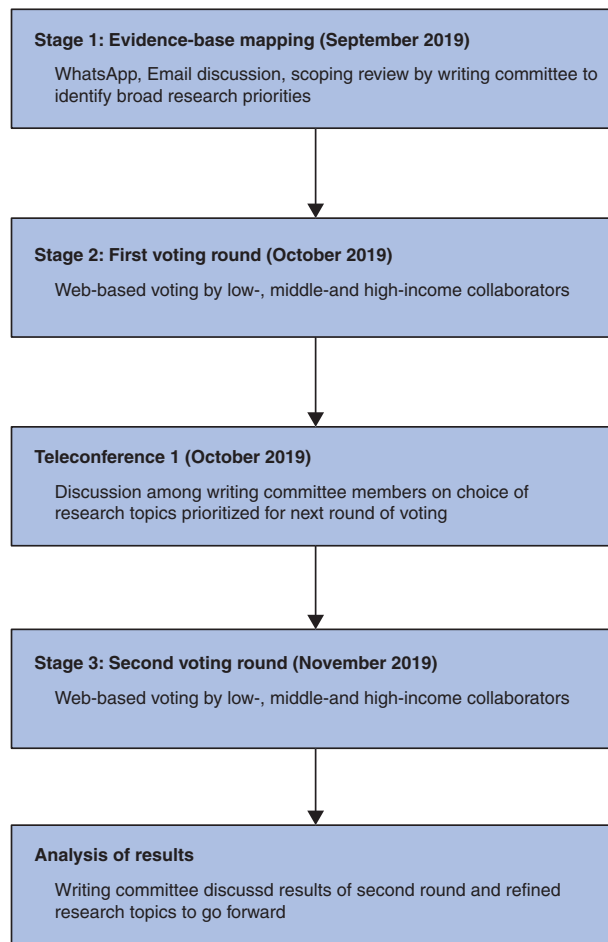 Stage 1: Evidence-base mapping (September 2019)
WhatsApp, Email discussion, scoping review by writing committee to
identify broad research priorities
Stage 2: First voting round (October 2019)
Web-based voting by low-, middle-and high-income collaborators
Teleconference 1 (October 2019)
Discussion among writing committee members on choice of
research topics prioritized for next round of voting
Stage 3: Second voting round (November 2019)
Web-based voting by low-, middle-and high-income collaborators
Analysis of results
Writing committee discussd results of second round and refined
research topics to go forward